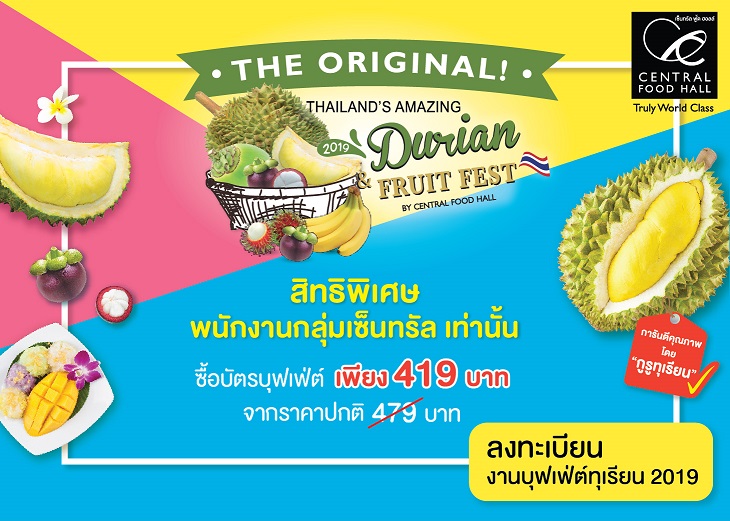 THE ORIGINAL!
THAILAND'S AMAZING
2019 Durian
& FRUIT FEST
BY CENTRAL FOOD HALL
เซ็นทรัล ฟู้ด ฮอลล์
CENTRAL
FOOD HALL
Truly World Class
สิทธิพิเศษ
พนักงานกลุ่มเซ็นทรัล เท่านั้น
ซื้อบัตรบุฟเฟ่ต์ เพียง 419 บาท
จากราคาปกติ 479 บาท
การันตีคุณภาพ
โดย
"กูรูทุเรียน"
ลงทะเบียน
งานบุฟเฟ่ต์ทุเรียน 2019